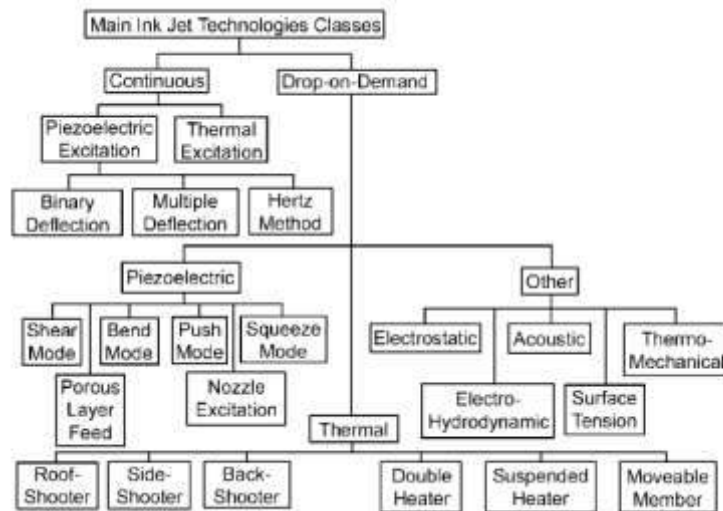 Main Ink Jet Technologies Classes
Continuous
Drop-on-Demand
Piezoelectric
Excitation
Thermal
Excitation
Binary
Deflection
Multiple
Deflection
Hertz
Method
Piezoelectric
Other
Shear
Mode
Bend
Mode
Push
Mode
Squeeze
Mode
Electrostatic
Acoustic
Thermo-
Mechanical
Porous
Layer
Feed
Nozzle
Excitation
Electro-
Hydrodynamic
Surface
Tension
Thermal
Roof-
Shooter
Side-
Shooter
Back-
Shooter
Double
Heater
Suspended
Heater
Moveable
Member